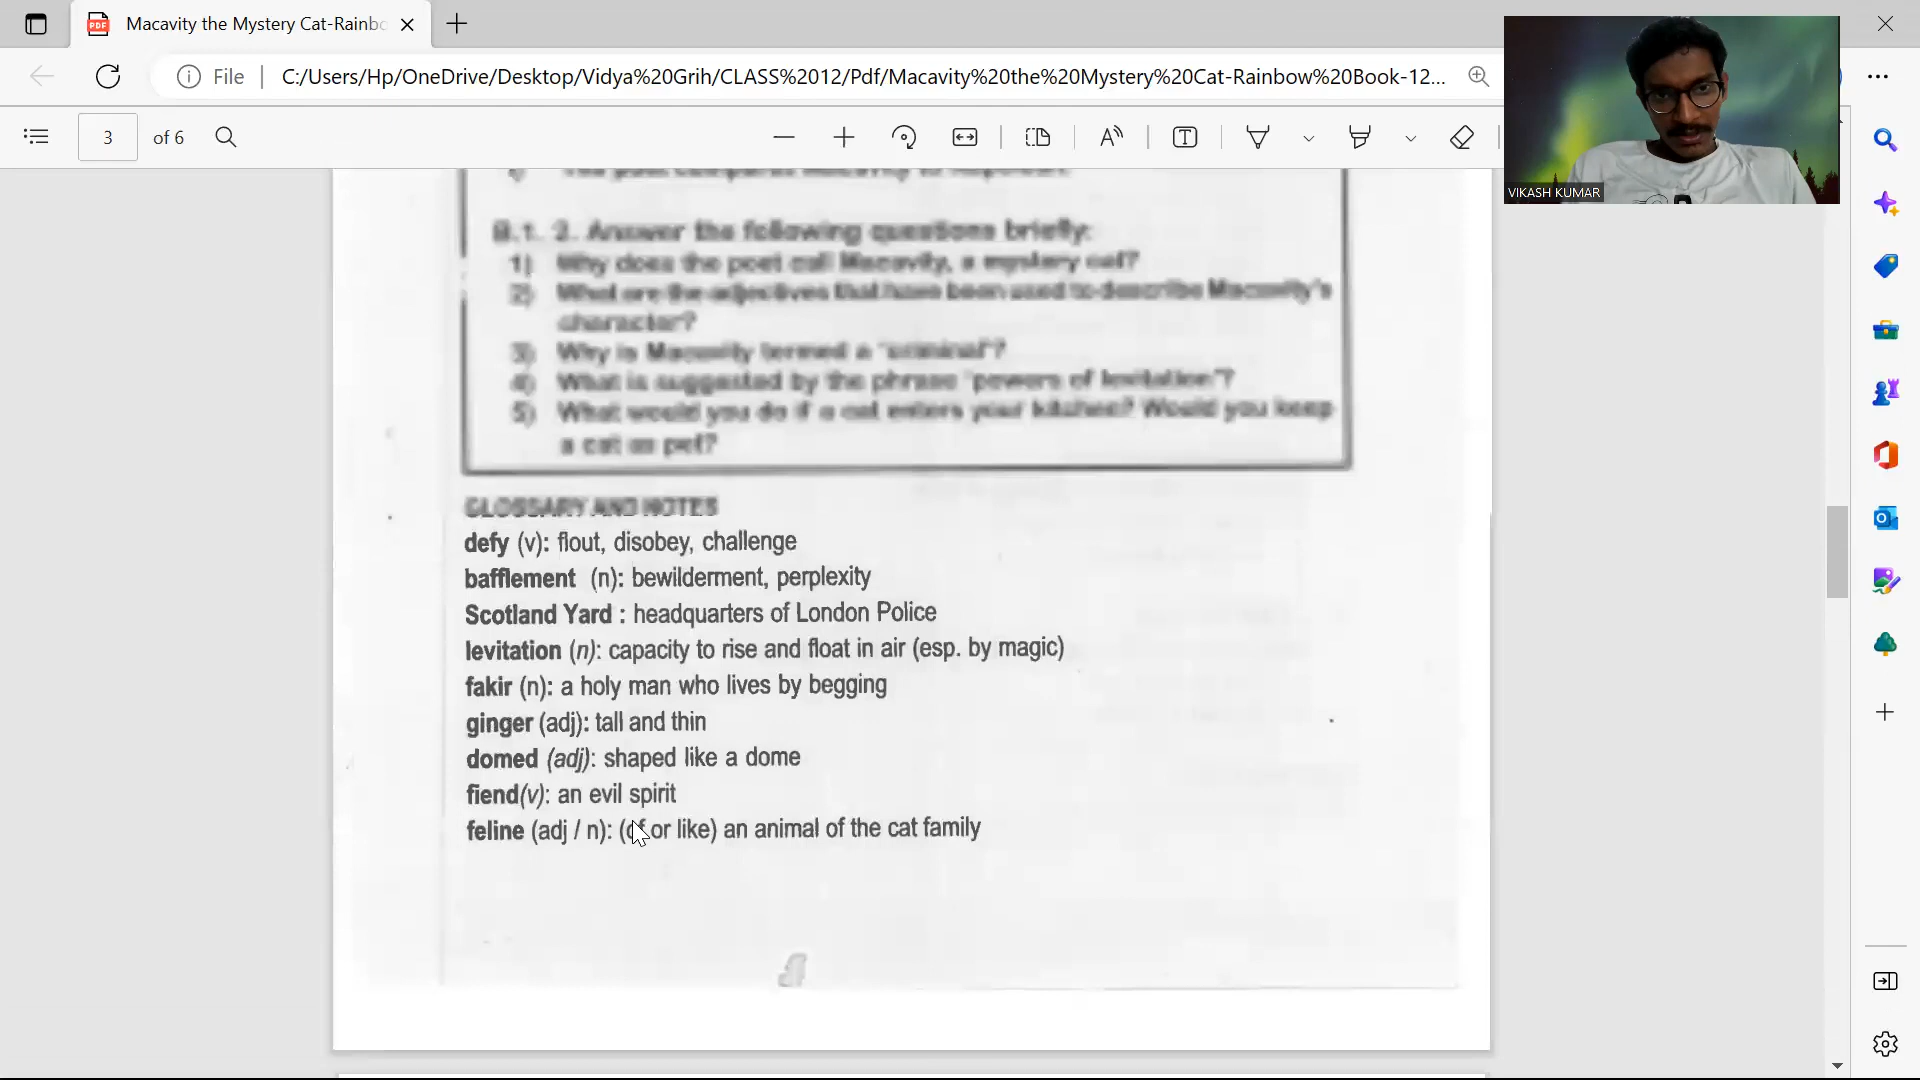 Macavity the Mystery Cat-Rainbo
File
C:/Users/Hp/OneDrive/Desktop/Vidya%20Grih/CLASS%2012/Pdf/Macavity%20the%20Mystery%20Cat-Rainbow%20Book-12...
3 of 6
VIKASH KUMAR
B.1. 2. Answer the following questions briefly:
1) Why does the poet call Macavity, a mystery cat?
2) What are the adjectives that have been used to describe Macavity's
character?
3) Why is Macavity termed a 'criminal'?
4) What is suggested by the phrase 'powers of levitation'?
5) What would you do if a cat enters your kitchen? Would you keep
a cat as pet?
GLOSSARY AND NOTES
defy (v): flout, disobey, challenge
bafflement (n): bewilderment, perplexity
Scotland Yard : headquarters of London Police
levitation (n): capacity to rise and float in air (esp. by magic)
fakir (n): a holy man who lives by begging
ginger (adj): tall and thin
domed (adj): shaped like a dome
fiend(v): an evil spirit
feline (adj / n): (of or like) an animal of the cat family